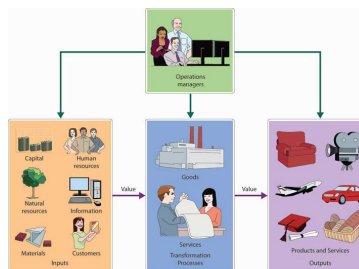 Operations
managers
Capital
Human
resources
Natural
resources
Information
Materials
Customers
Inputs
Value
Goods
Services
Transformation
Processes
Value
Products and Services
Outputs